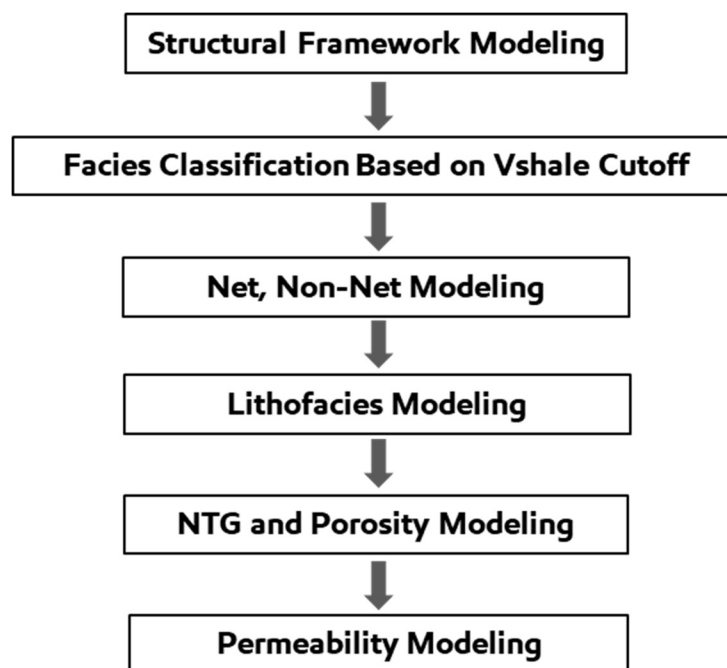 Structural Framework Modeling
Facies Classification Based on Vshale Cutoff
Net, Non-Net Modeling
Lithofacies Modeling
NTG and Porosity Modeling
Permeability Modeling